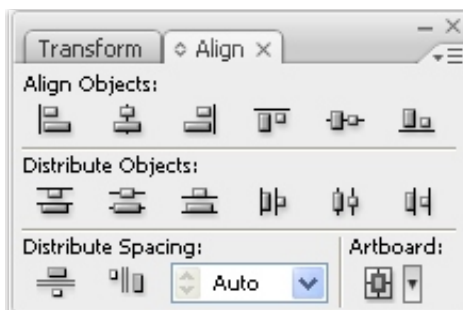 Transform Align
Align Objects:
Distribute Objects:
Distribute Spacing: Artboard:
Auto